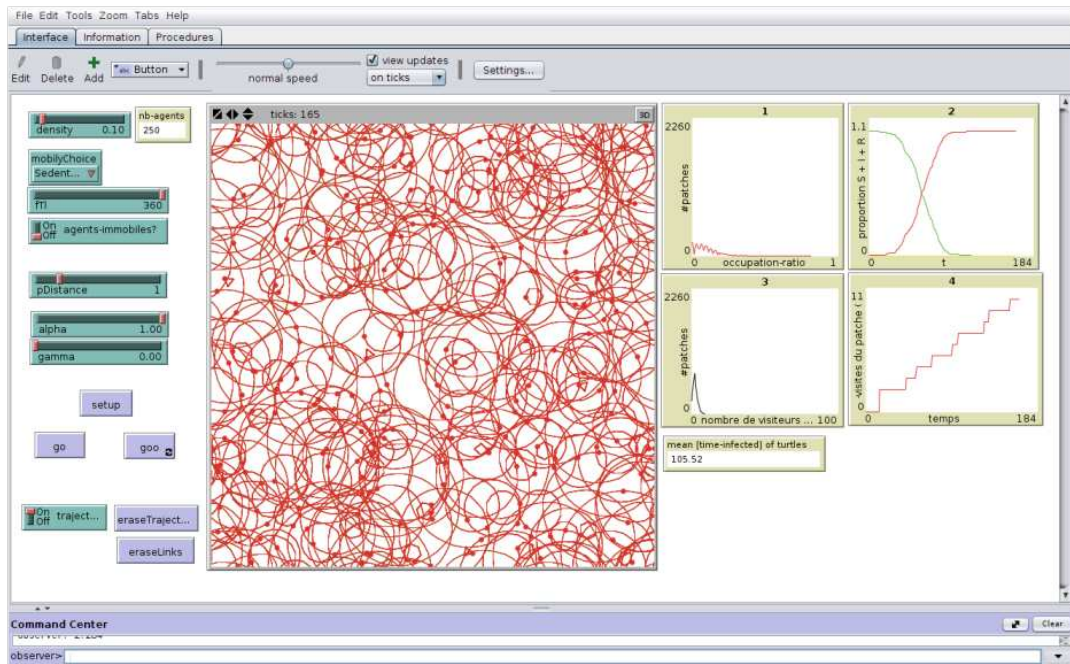 File Edit Tools Zoom Tabs Help
Interface Information Procedures
Edit Delete Add abc Button normal speed view updates on ticks Settings...
density 0.10
nb-agents
250
mobilyChoice
Sedent...
fTl 360
On Off agents-immobiles?
pDistance 1
alpha 1.00
gamma 0.00
setup
go goo
On Off traject... eraseTraject...
eraseLinks
ticks: 165 3D
1
2260
#patches
0
0 occupation-ratio 1
2
1.1
proportion S + I + R
0
0 t 184
3
2260
#patches
0
0 nombre de visiteurs ... 100
4
11
-visites du patche (
0
0 temps 184
mean [time-infected] of turtles
105.52
Command Center Clear
observer>